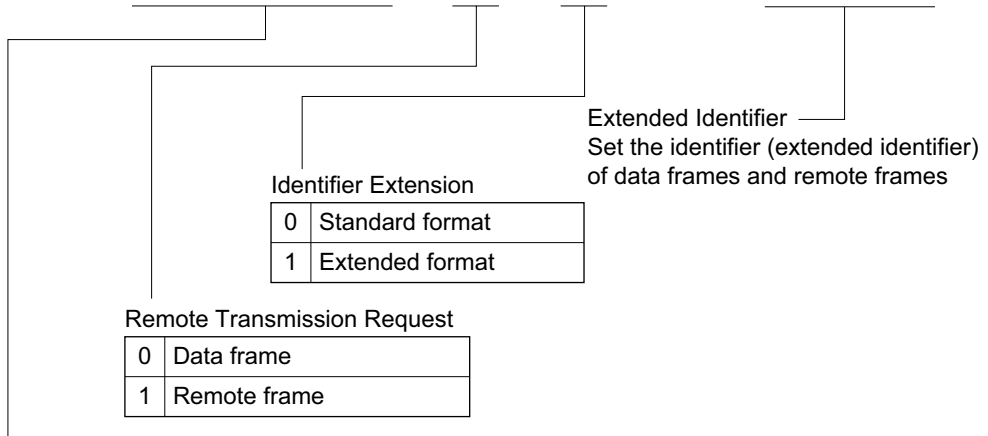 Extended Identifier
Set the identifier (extended identifier)
of data frames and remote frames
Identifier Extension
0 Standard format
1 Extended format
Remote Transmission Request
0 Data frame
1 Remote frame